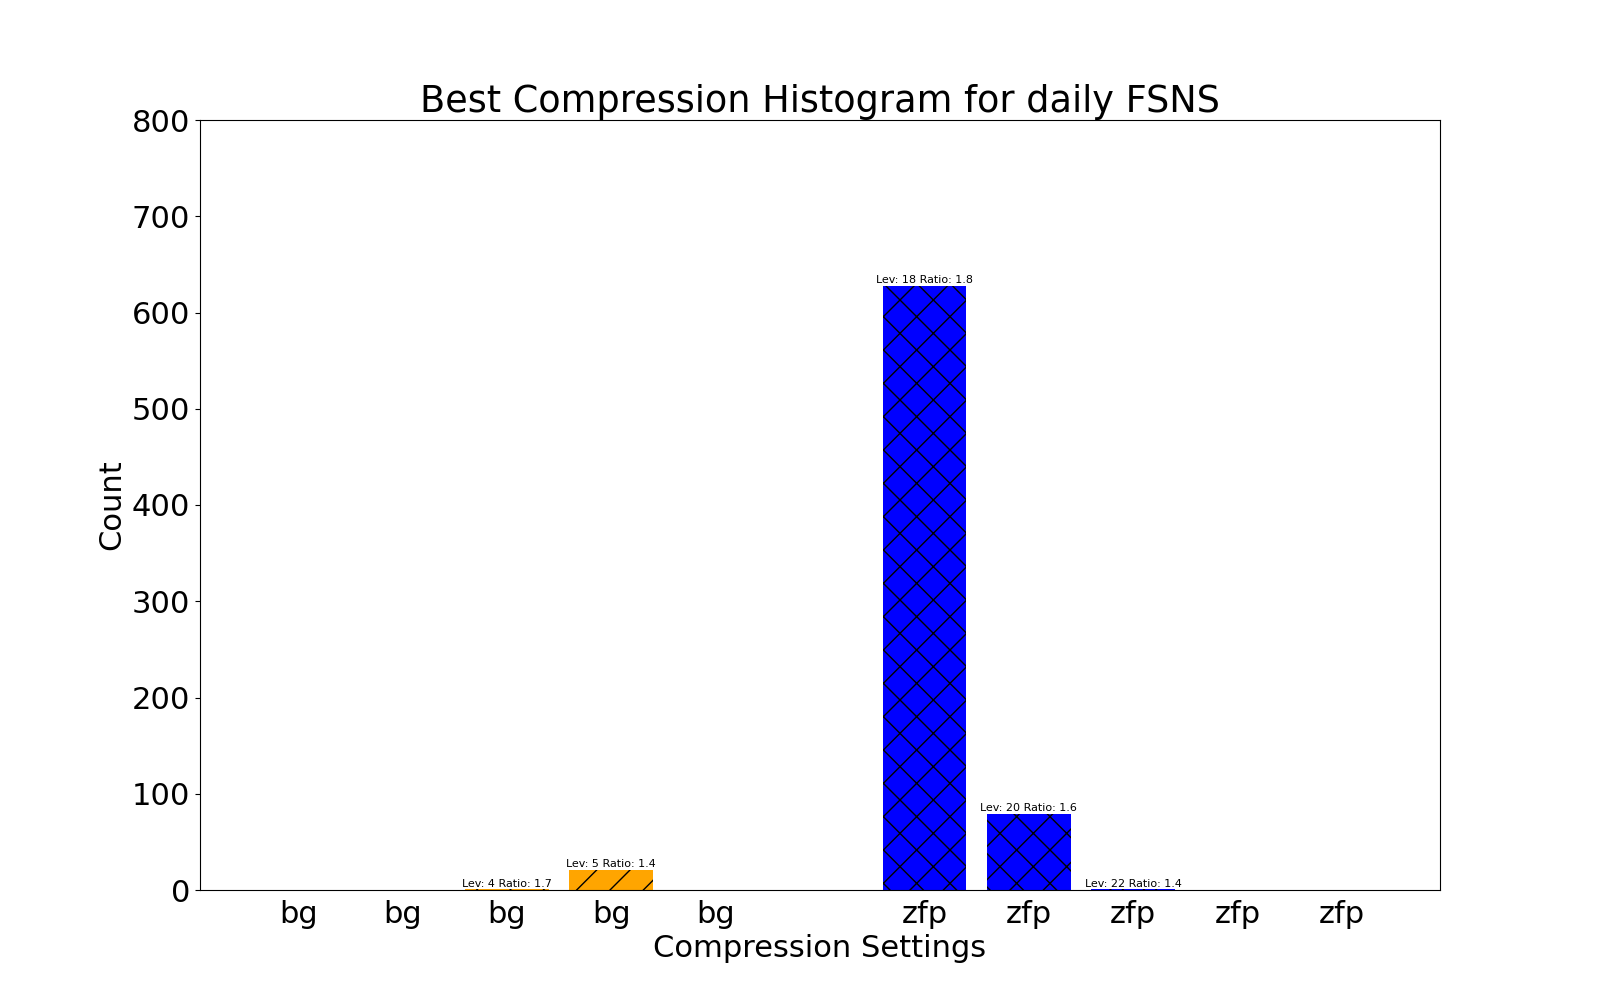 Best Compression Histogram for daily FSNS
800
700
600
500
400
300
200
100
0
Count
Lev: 4 Ratio: 1.7
Lev: 5 Ratio: 1.4
Lev: 18 Ratio: 1.8
Lev: 20 Ratio: 1.6
Lev: 22 Ratio: 1.4
bg bg bg bg bg zfp zfp zfp zfp zfp
Compression Settings